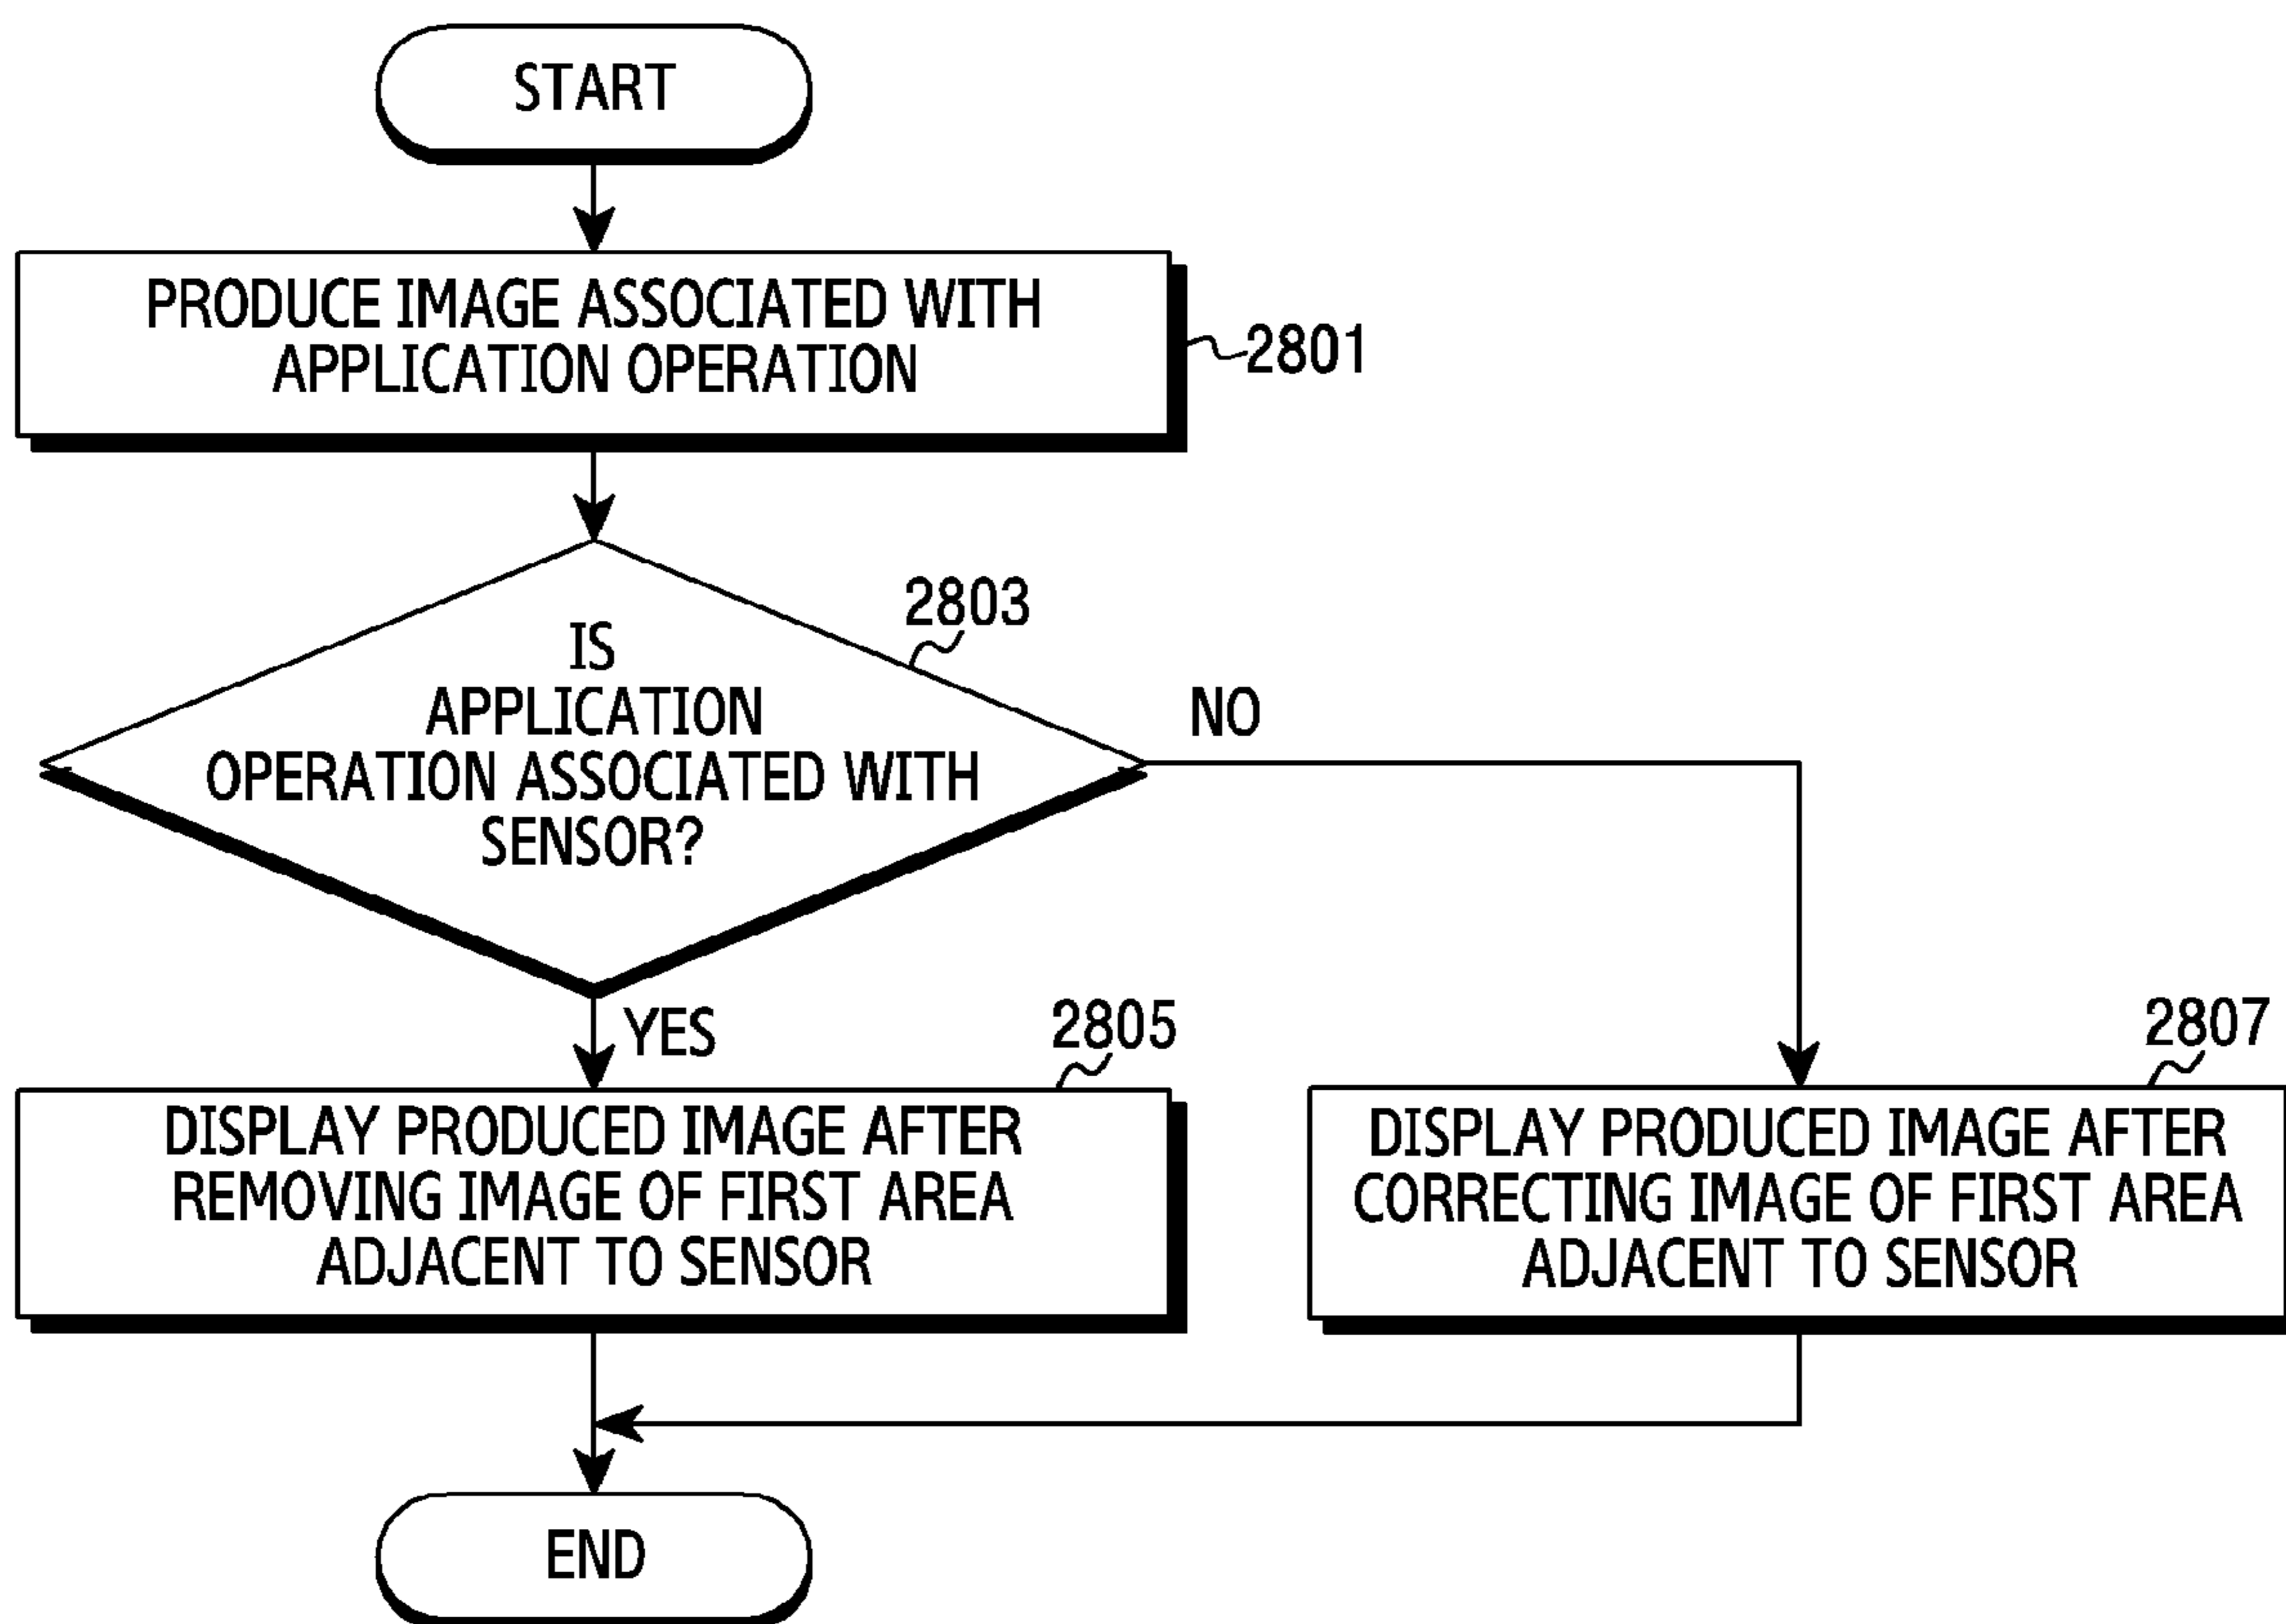 START
PRODUCE IMAGE ASSOCIATED WITH
APPLICATION OPERATION
2801
2803
IS
APPLICATION
OPERATION ASSOCIATED WITH
SENSOR?
NO
YES
2805
DISPLAY PRODUCED IMAGE AFTER
REMOVING IMAGE OF FIRST AREA
ADJACENT TO SENSOR
2807
DISPLAY PRODUCED IMAGE AFTER
CORRECTING IMAGE OF FIRST AREA
ADJACENT TO SENSOR
END